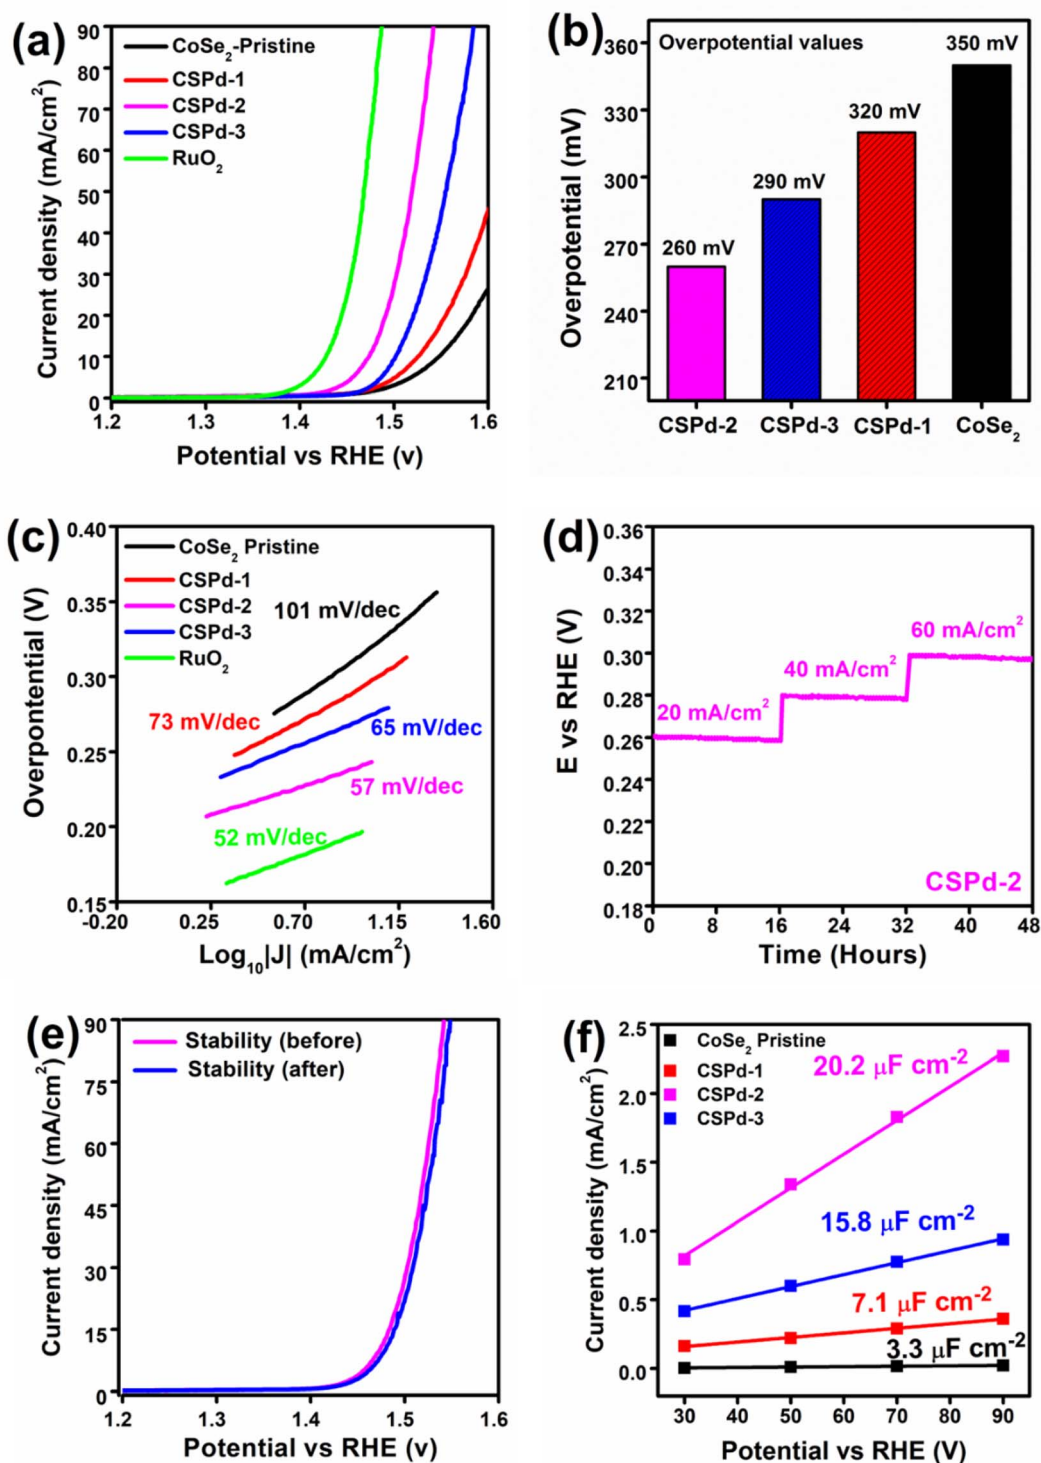 (a)
CoSe2-Pristine
CSPd-1
CSPd-2
CSPd-3
RuO2
90
80
70
60
50
40
30
20
10
0
Current density (mA/cm2)
1.2 1.3 1.4 1.5 1.6
Potential vs RHE (v)
(b)
Overpotential values
360
330
300
270
240
210
Overpotential (mV)
260 mV
290 mV
320 mV
350 mV
CSPd-2 CSPd-3 CSPd-1 CoSe2
(c)
CoSe2 Pristine
CSPd-1
CSPd-2
CSPd-3
RuO2
0.40
0.35
0.30
0.25
0.20
0.15
Overpontential (V)
101 mV/dec
73 mV/dec
65 mV/dec
57 mV/dec
52 mV/dec
-0.20 0.25 0.70 1.15 1.60
Log10|J| (mA/cm2)
(d)
0.36
0.34
0.32
0.30
0.28
0.26
0.24
0.22
0.20
0.18
E vs RHE (V)
20 mA/cm2
40 mA/cm2
60 mA/cm2
CSPd-2
0 8 16 24 32 40 48
Time (Hours)
(e)
Stability (before)
Stability (after)
90
75
60
45
30
15
0
Current density (mA/cm2)
1.2 1.3 1.4 1.5 1.6
Potential vs RHE (v)
(f)
CoSe2 Pristine
CSPd-1
CSPd-2
CSPd-3
2.5
2.0
1.5
1.0
0.5
0.0
Current density (mA/cm2)
20.2 μF cm-2
15.8 μF cm-2
7.1 μF cm-2
3.3 μF cm-2
30 40 50 60 70 80 90
Potential vs RHE (V)